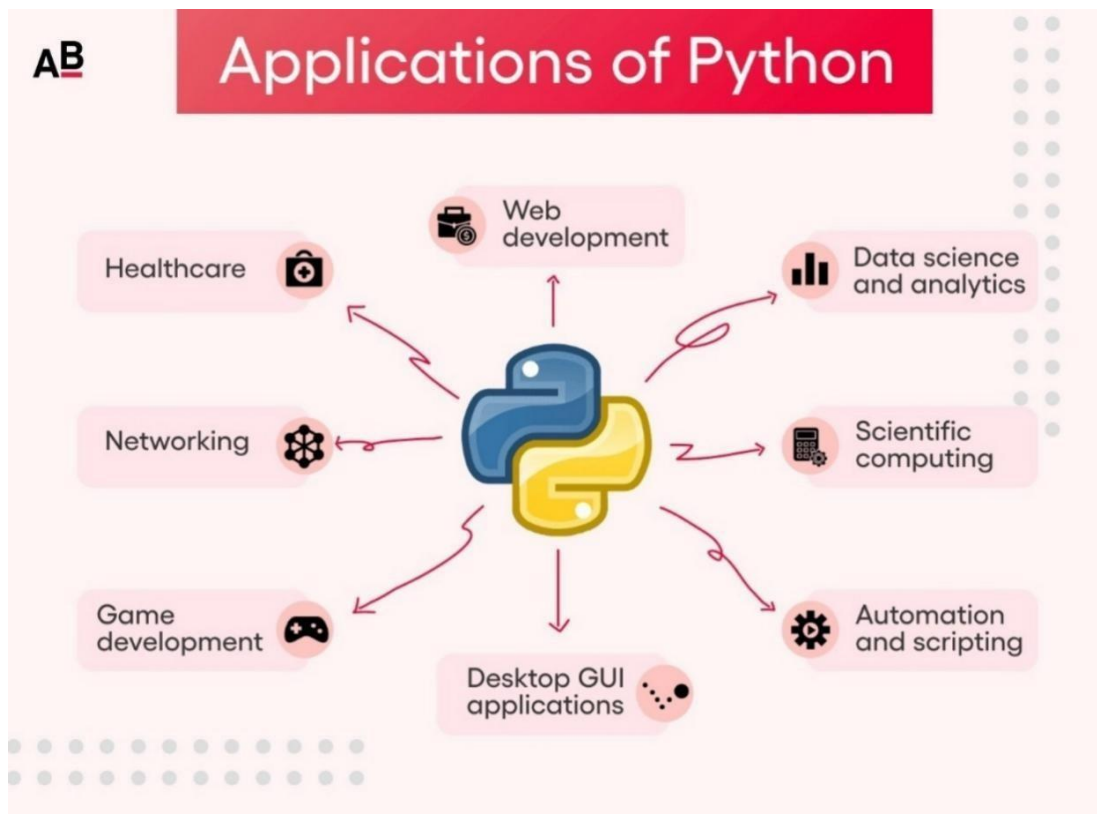 AB
Applications of Python
Web
development
Healthcare
Data science
and analytics
Networking
Scientific
computing
Game
development
Automation
and scripting
Desktop GUI
applications